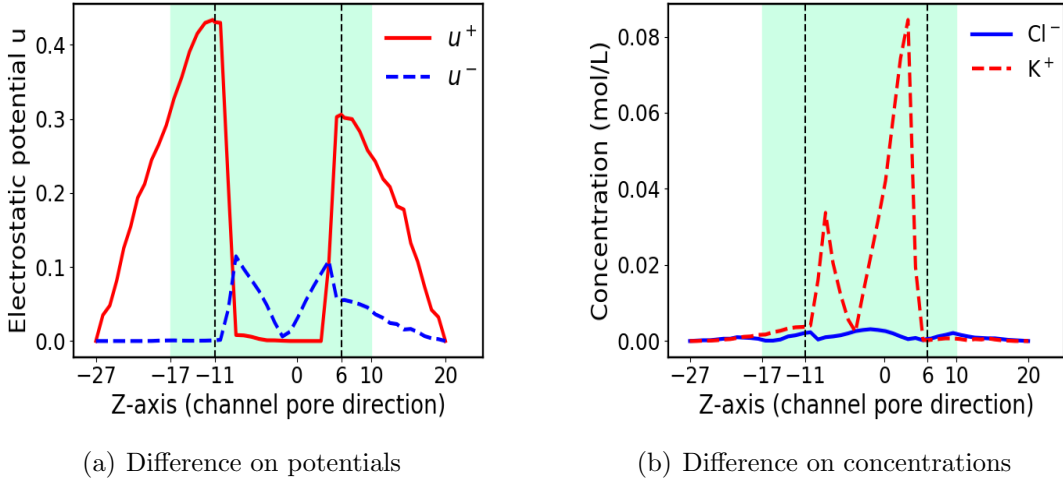 Electrostatic potential u
0.4
0.3
0.2
0.1
0.0
u⁺
u⁻
−27 −17 −11 0 6 10 20
Z-axis (channel pore direction)
(a) Difference on potentials
Concentration (mol/L)
0.08
0.06
0.04
0.02
0.00
Cl⁻
K⁺
−27 −17 −11 0 6 10 20
Z-axis (channel pore direction)
(b) Difference on concentrations